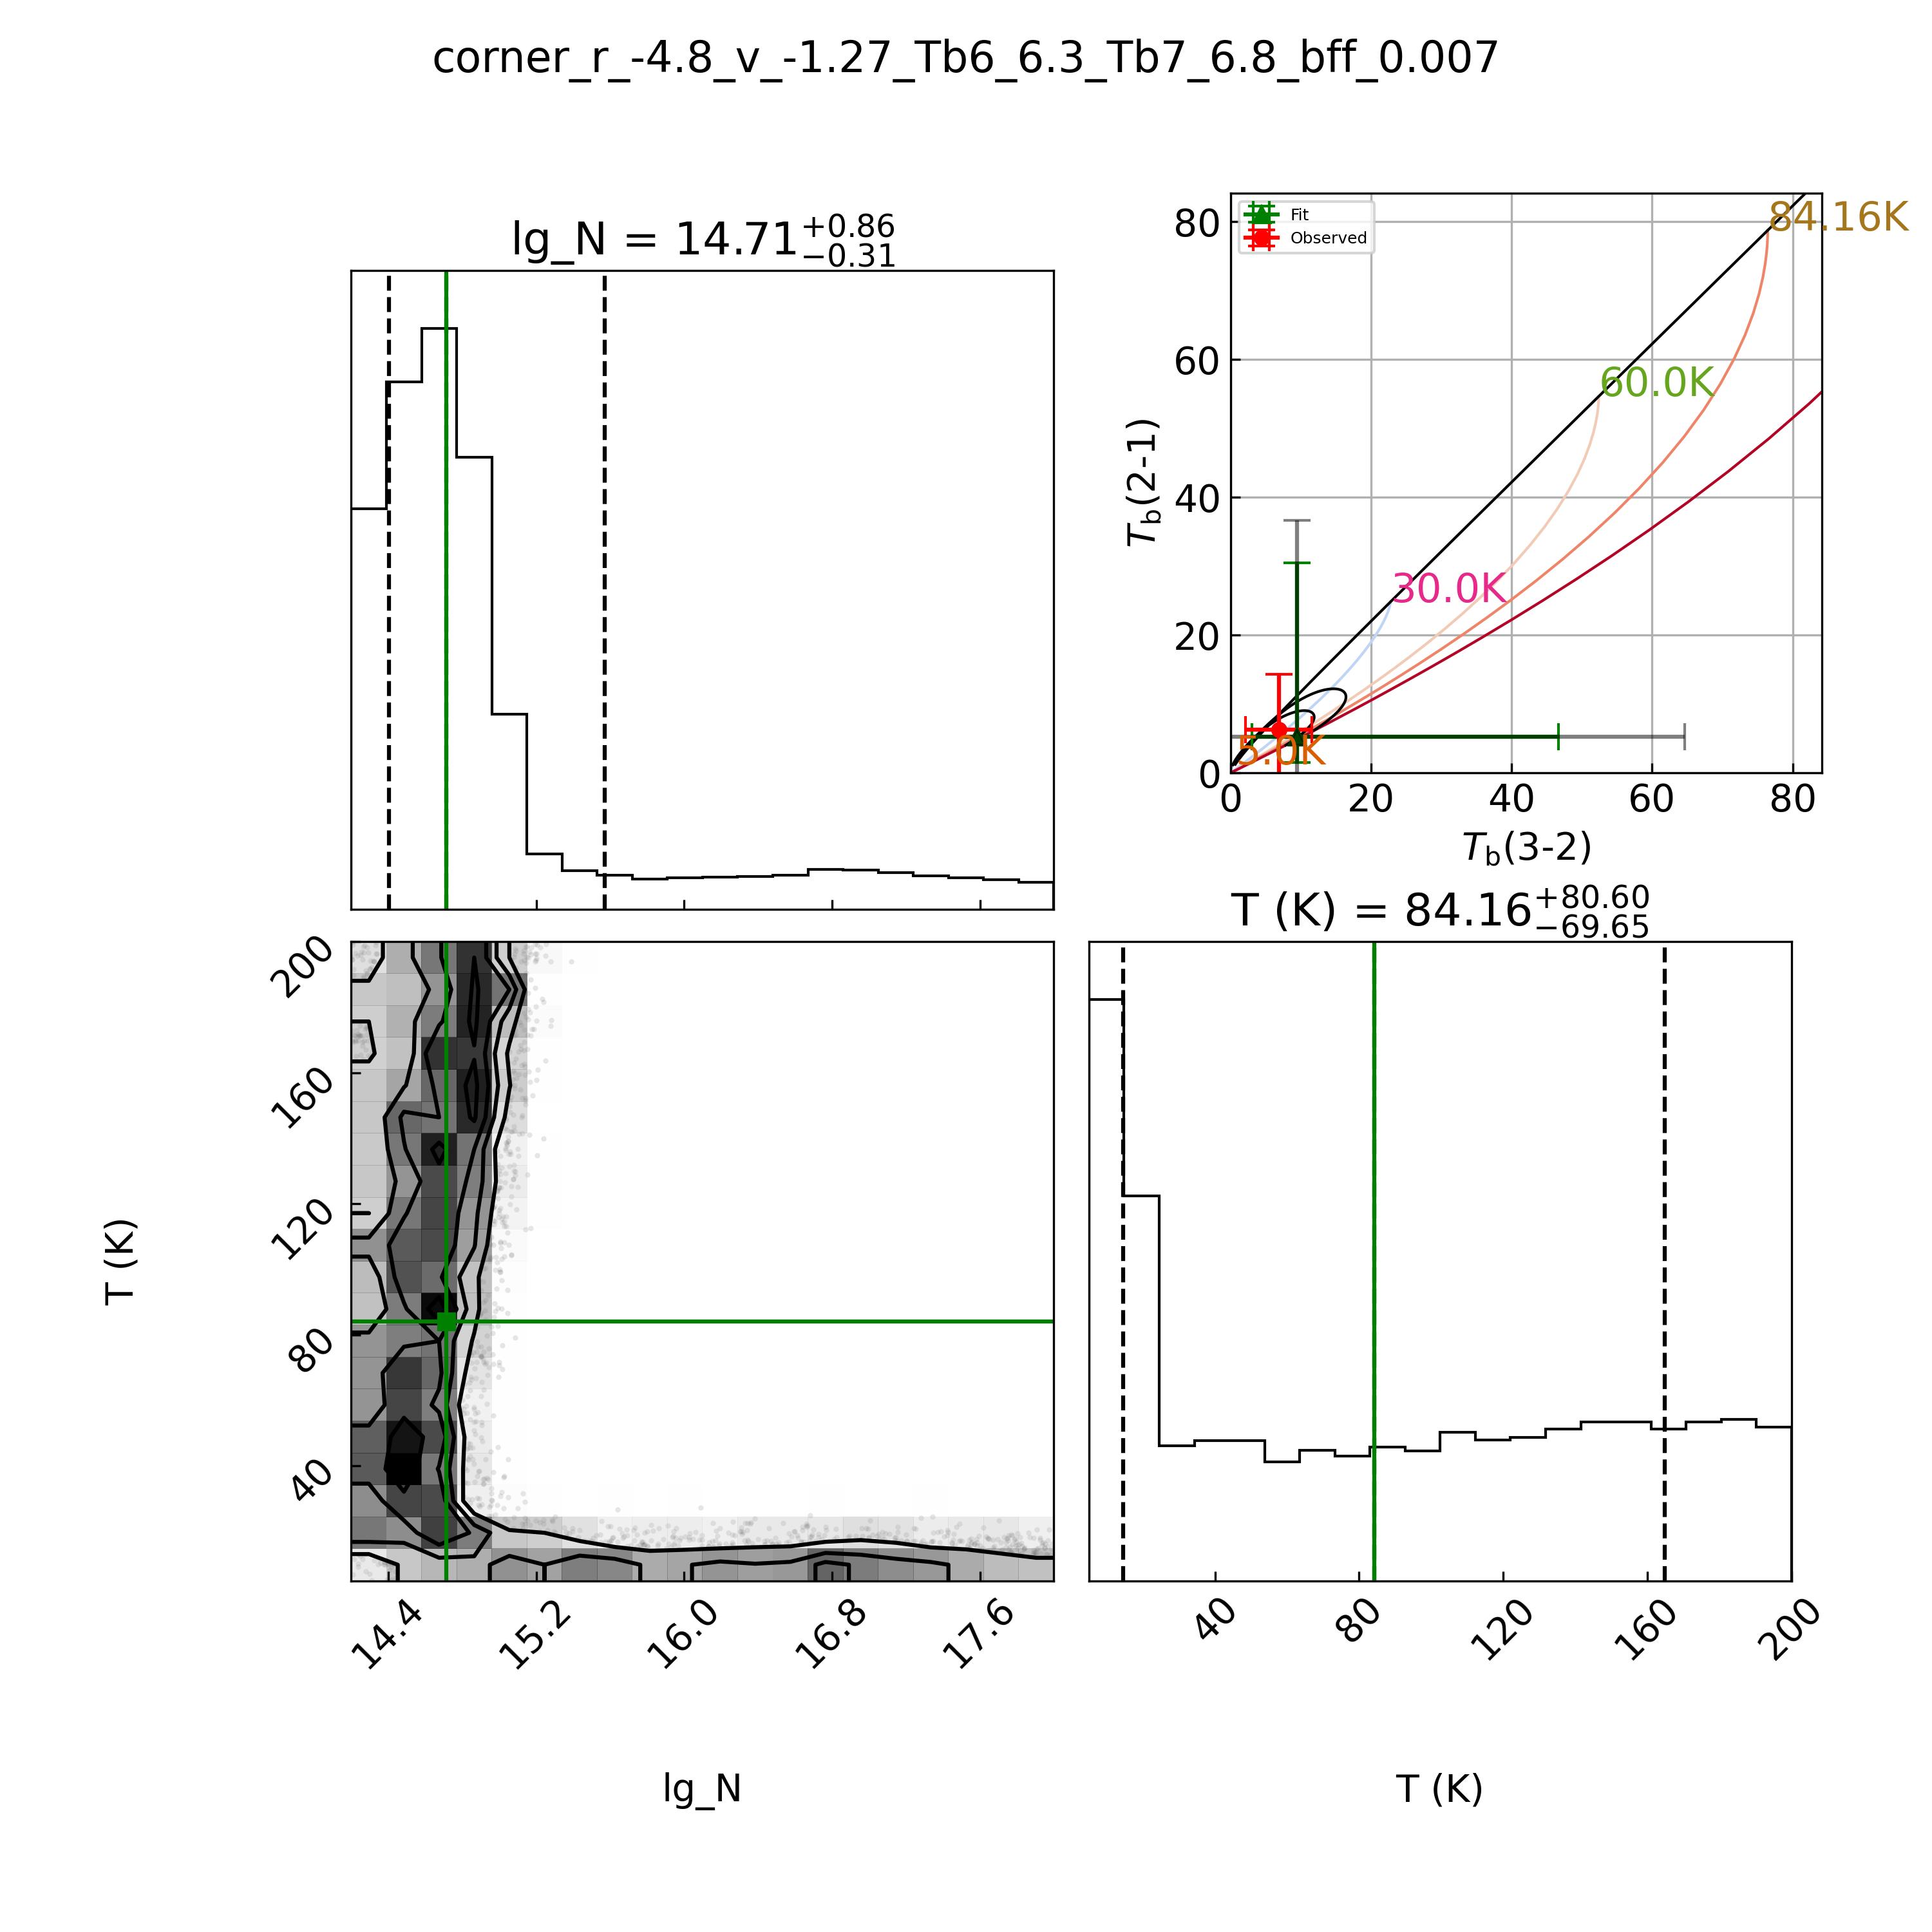 corner_r_-4.8_v_-1.27_Tb6_6.3_Tb7_6.8_bff_0.007
lg_N = 14.71+0.86−0.31
Fit
Observed
84.16K
60.0K
30.0K
5.0K
80
60
40
20
0
Tb(2-1)
0 20 40 60 80
Tb(3-2)
T (K) = 84.16+80.60−69.65
200
160
120
80
40
T (K)
14.4 15.2 16.0 16.8 17.6
lg_N
40 80 120 160 200
T (K)